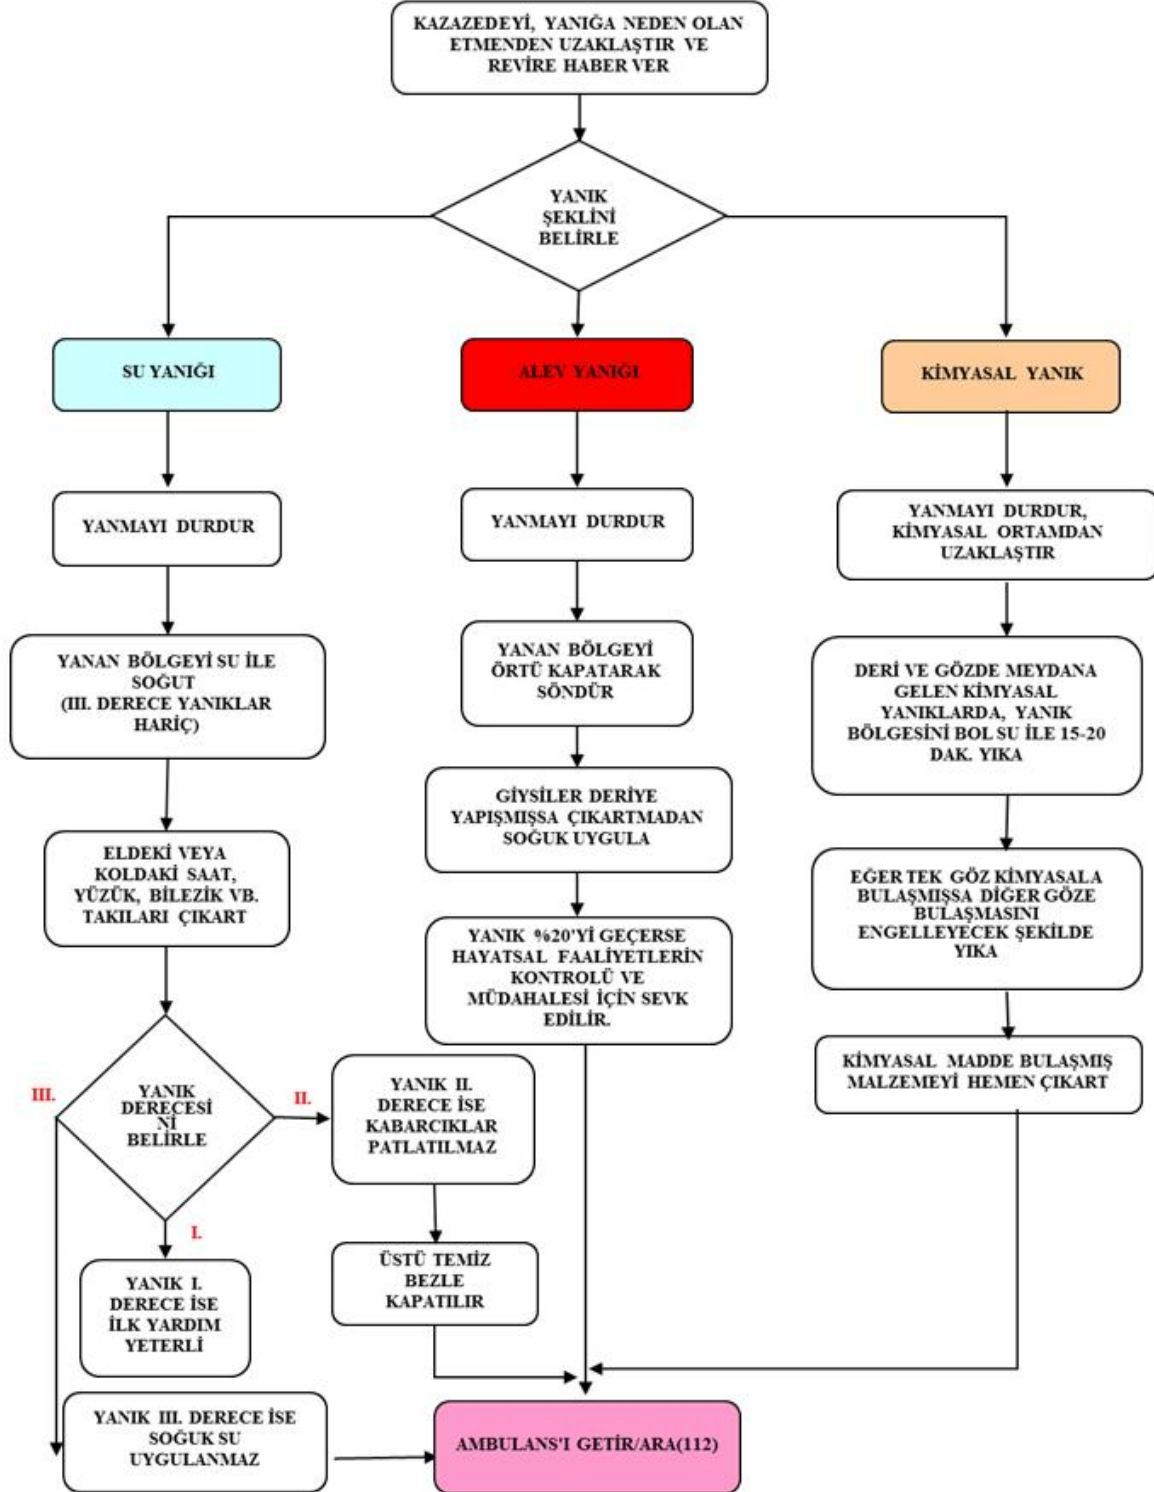 KAZAZEDEYİ, YANIĞA NEDEN OLAN
ETMENDEN UZAKLAŞTIR VE
REVİRE HABER VER
YANIK
ŞEKLİNİ
BELİRLE
SU YANIĞI
ALEV YANIĞI
KİMYASAL YANIK
YANMAYI DURDUR
YANMAYI DURDUR
YANMAYI DURDUR,
KİMYASAL ORTAMDAN
UZAKLAŞTIR
YANAN BÖLGEYİ SU İLE
SOĞUT
(III. DERECE YANIKLAR
HARİÇ)
YANAN BÖLGEYİ
ÖRTÜ KAPATARAK
SÖNDÜR
DERİ VE GÖZDE MEYDANA
GELEN KİMYASAL
YANIKLARDA, YANIK
BÖLGESİNİ BOL SU İLE 15-20
DAK. YIKA
GİYSİLER DERİYE
YAPIŞMIŞSA ÇIKARTMADAN
SOĞUK UYGULA
ELDEKİ VEYA
KOLDAKİ SAAT,
YÜZÜK, BİLEZİK VB.
TAKILARI ÇIKART
EĞER TEK GÖZ KİMYASALA
BULAŞMIŞSA DİĞER GÖZE
BULAŞMASINI
ENGELLEYECEK ŞEKİLDE
YIKA
YANIK %20'Yİ GEÇERSE
HAYATSAL FAALİYETLERİN
KONTROLÜ VE
MÜDAHALESİ İÇİN SEVK
EDİLİR.
KİMYASAL MADDE BULAŞMIŞ
MALZEMEYİ HEMEN ÇIKART
III.
YANIK
DERECESİ
Nİ
BELİRLE
II.
YANIK II.
DERECE İSE
KABARCIKLAR
PATLATILMAZ
I.
ÜSTÜ TEMİZ
BEZLE
KAPATILIR
YANIK I.
DERECE İSE
İLK YARDIM
YETERLİ
YANIK III. DERECE İSE
SOĞUK SU
UYGULANMAZ
AMBULANS'I GETİR/ARA(112)